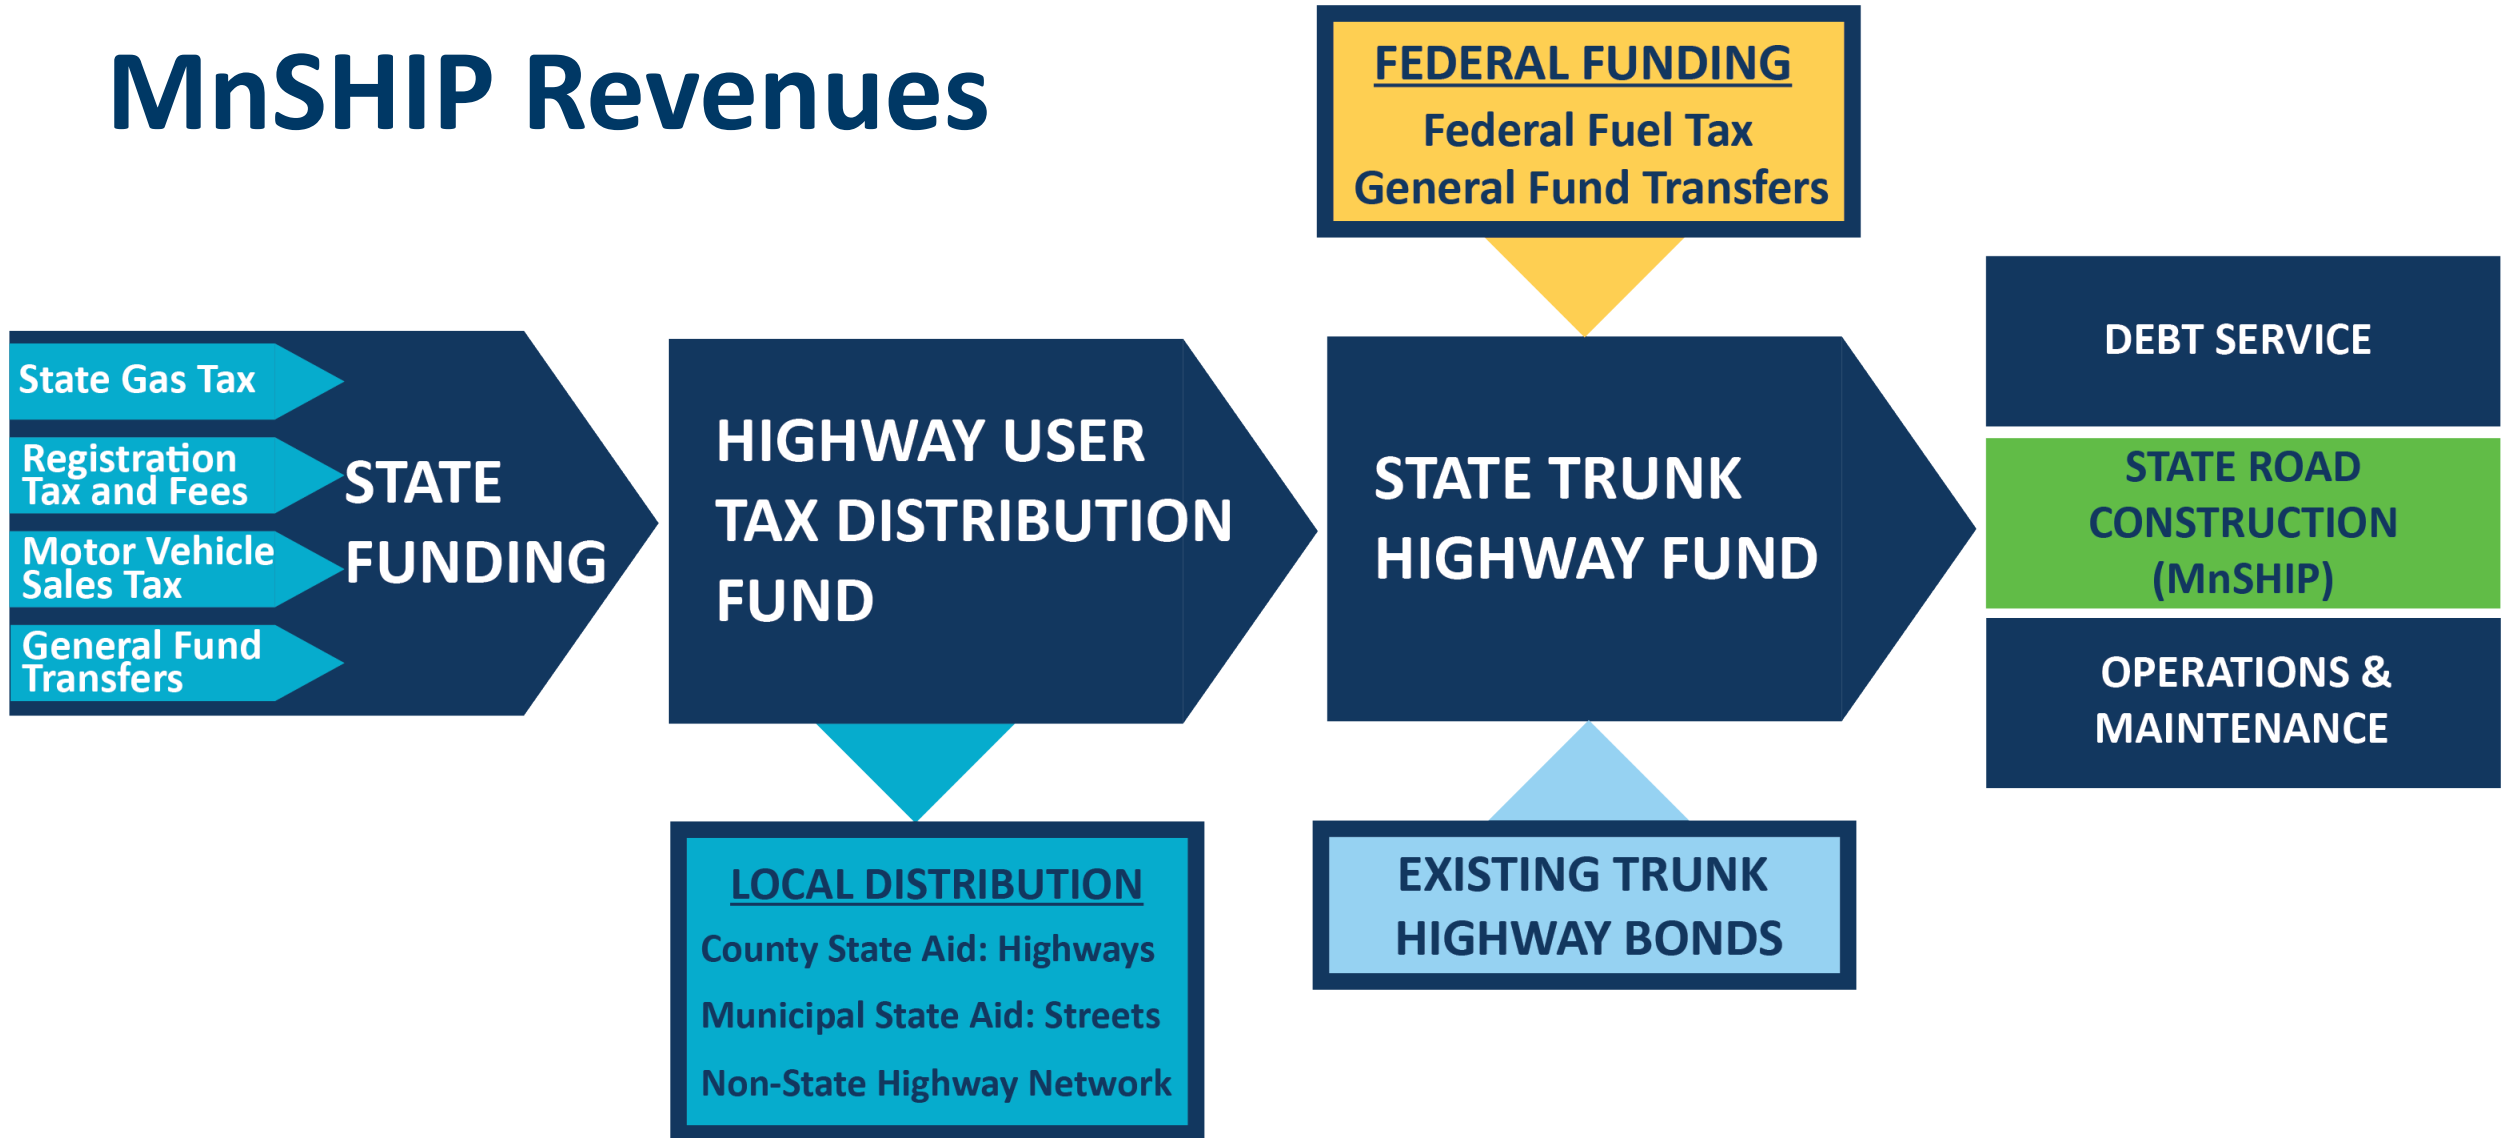 MnSHIP Revenues
FEDERAL FUNDING
Federal Fuel Tax
General Fund Transfers
State Gas Tax
Registration
Tax and Fees
Motor Vehicle
Sales Tax
General Fund
Transfers
STATE
FUNDING
HIGHWAY USER
TAX DISTRIBUTION
FUND
STATE TRUNK
HIGHWAY FUND
DEBT SERVICE
STATE ROAD
CONSTRUCTION
(MnSHIP)
OPERATIONS &
MAINTENANCE
LOCAL DISTRIBUTION
County State Aid: Highways
Municipal State Aid: Streets
Non-State Highway Network
EXISTING TRUNK
HIGHWAY BONDS